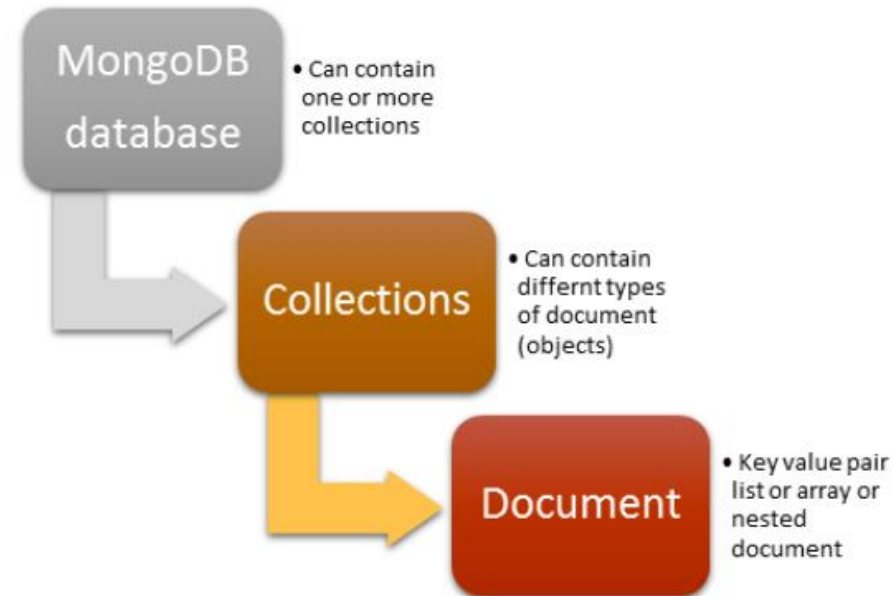 MongoDB
database
• Can contain
one or more
collections
Collections
• Can contain
differnt types
of document
(objects)
Document
• Key value pair
list or array or
nested
document